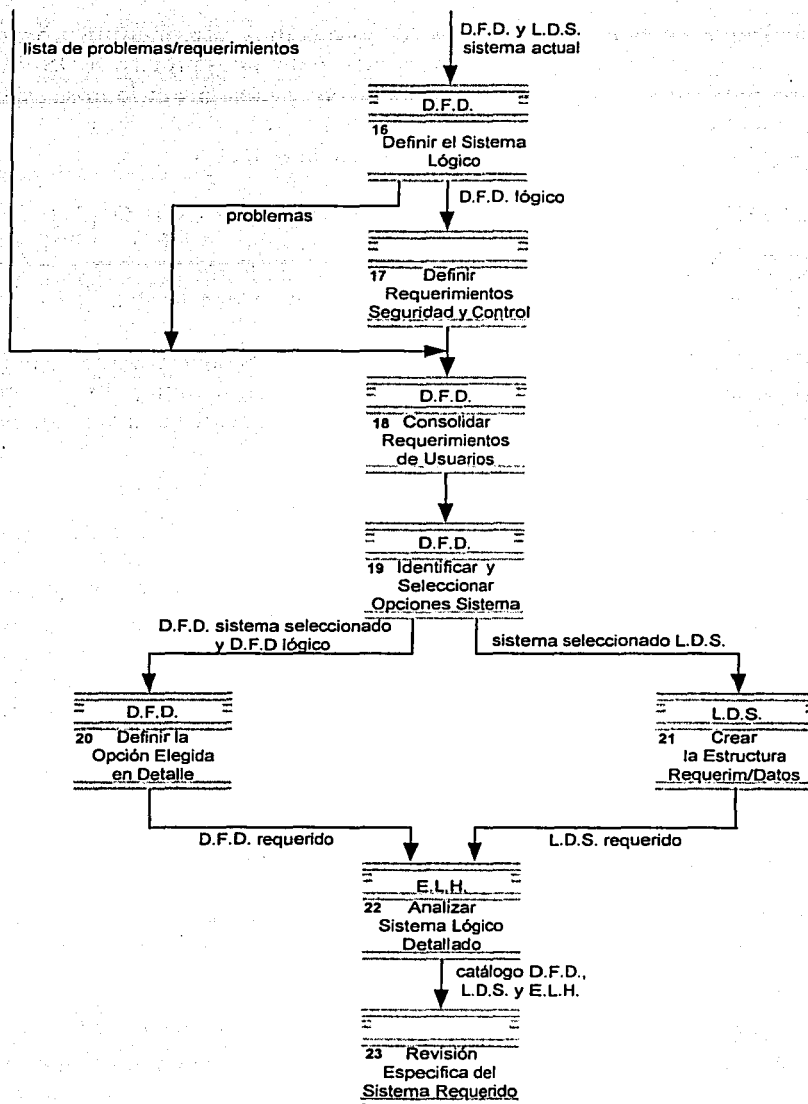 lista de problemas/requerimientos
D.F.D. y L.D.S.
sistema actual
D.F.D.
16
Definir el Sistema
Lógico
problemas
D.F.D. lógico
17 Definir
Requerimientos
Seguridad y Control
D.F.D.
18 Consolidar
Requerimientos
de Usuarios
D.F.D.
19 Identificar y
Seleccionar
Opciones Sistema
D.F.D. sistema seleccionado
y D.F.D lógico
sistema seleccionado L.D.S.
D.F.D.
20 Definir la
Opción Elegida
en Detalle
L.D.S.
21 Crear
la Estructura
Requerim/Datos
D.F.D. requerido
L.D.S. requerido
E.L.H.
22 Analizar
Sistema Lógico
Detallado
catálogo D.F.D.,
L.D.S. y E.L.H.
23 Revisión
Especifica del
Sistema Requerido